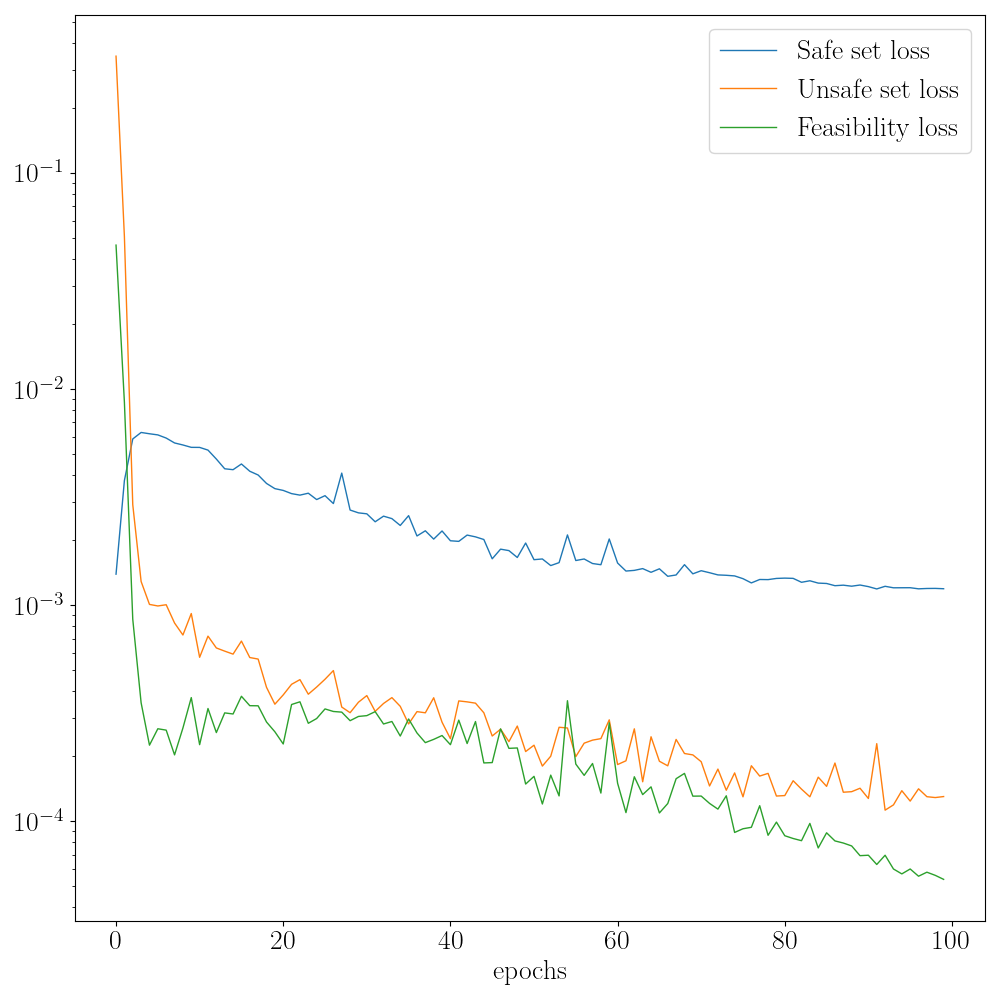 Safe set loss
Unsafe set loss
Feasibility loss
10⁻¹
10⁻²
10⁻³
10⁻⁴
0 20 40 60 80 100
epochs